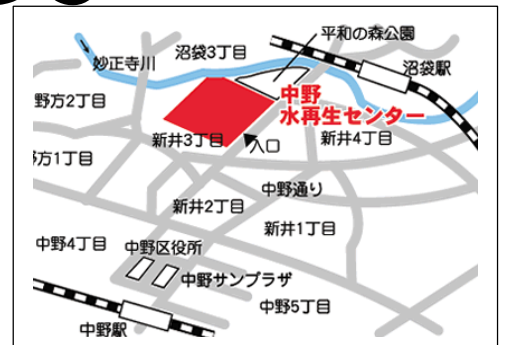 平和の森公園
沼袋3丁目
妙正寺川
沼袋駅
野方2丁目
中野
水再生センター
新井3丁目
入口
新井4丁目
方1丁目
中野通り
新井2丁目
新井1丁目
中野4丁目
中野区役所
中野サンプラザ
中野5丁目
中野駅